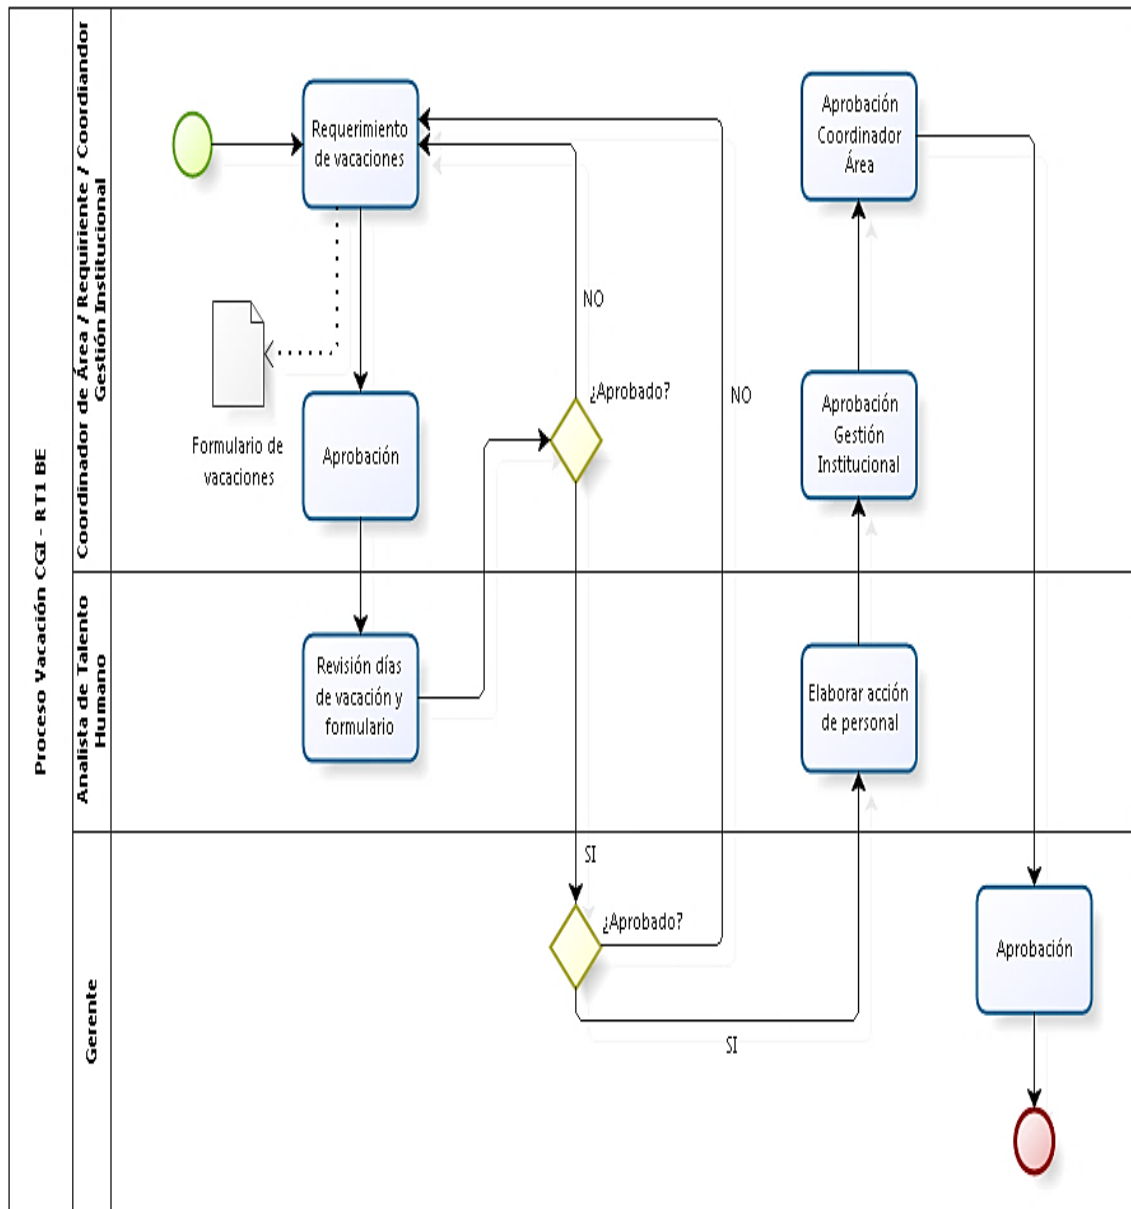 Proceso Vacación CGI - RT1 BE
Coordinador de Área / Requiriente / Coordiandor
Gestión Institucional
Requerimiento
de vacaciones
Formulario de
vacaciones
Aprobación
¿Aprobado?
NO
NO
Aprobación
Coordinador
Área
Aprobación
Gestión
Institucional
Analista de Talento
Humano
Revisión días
de vacación y
formulario
Elaborar acción
de personal
Gerente
SI
¿Aprobado?
SI
Aprobación